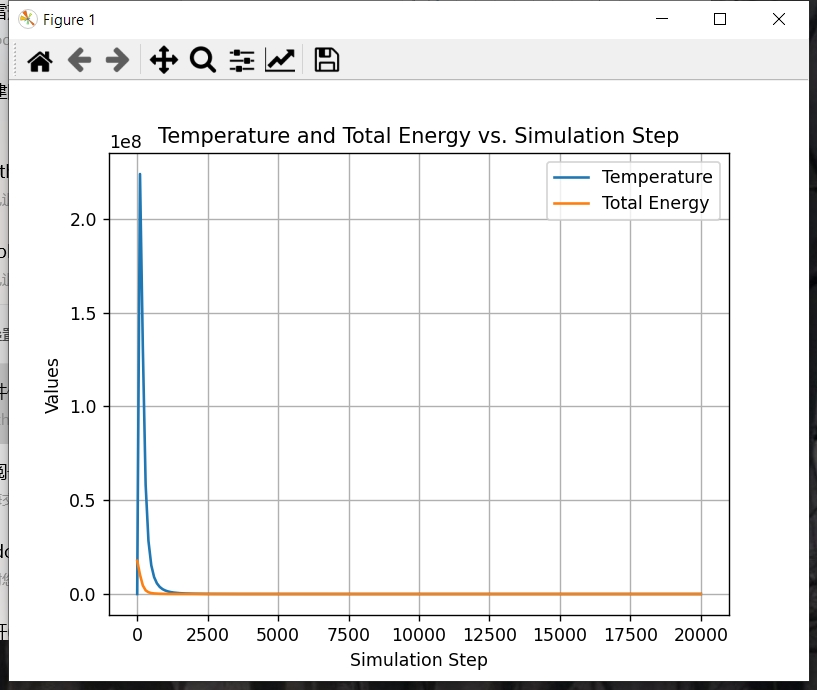 Figure 1
1e8
Temperature and Total Energy vs. Simulation Step
Temperature
Total Energy
2.0
1.5
1.0
0.5
0.0
Values
0 2500 5000 7500 10000 12500 15000 17500 20000
Simulation Step